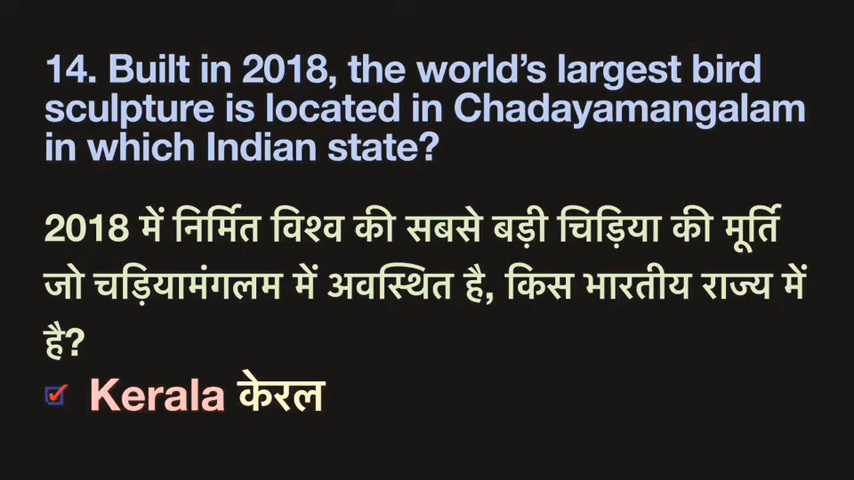 14. Built in 2018, the world’s largest bird
sculpture is located in Chadayamangalam
in which Indian state?
2018 में निर्मित विश्व की सबसे बड़ी चिड़िया की मूर्ति
जो चड़ियामंगलम में अवस्थित है, किस भारतीय राज्य में
है?
Kerala केरल